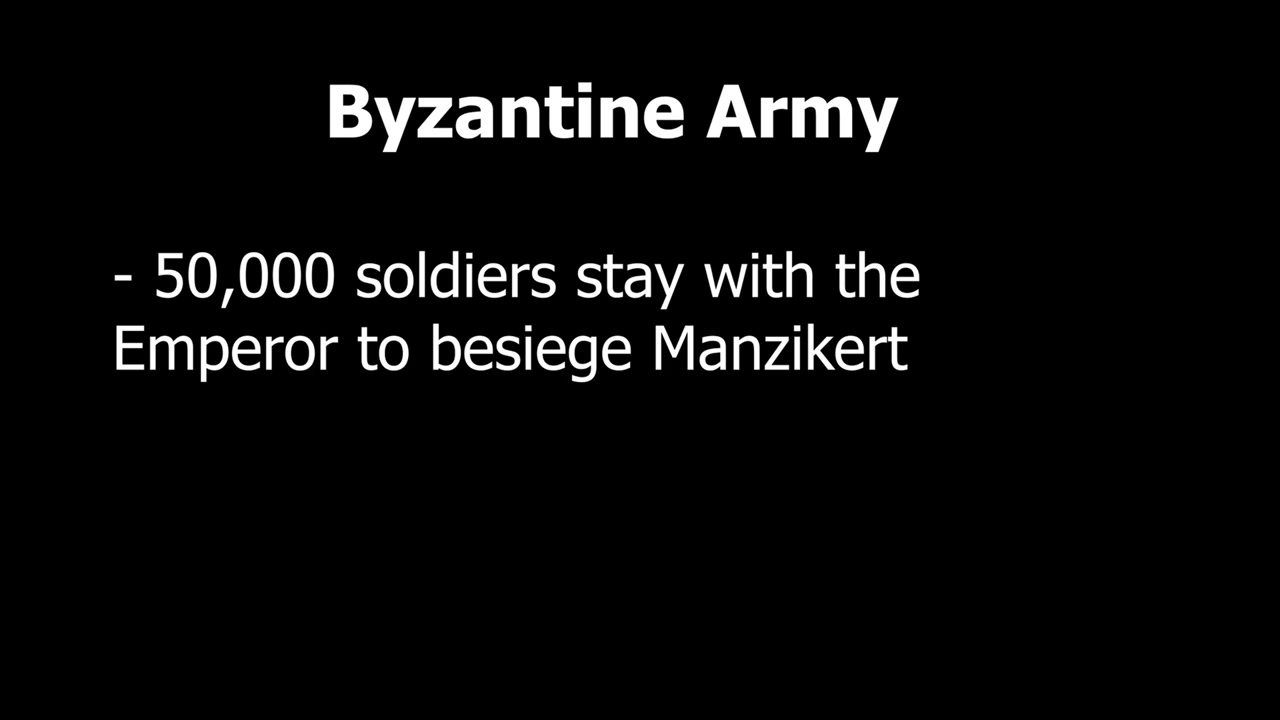 Byzantine Army
- 50,000 soldiers stay with the
Emperor to besiege Manzikert